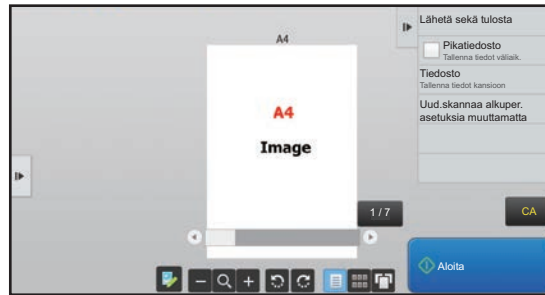 A4
A4
Image
1 / 7
Lähetä sekä tulosta
Pikatiedosto
Tallenna tiedot väliaik.
Tiedosto
Tallenna tiedot kansioon
Uud.skannaa alkuper.
asetuksia muuttamatta
CA
Aloita